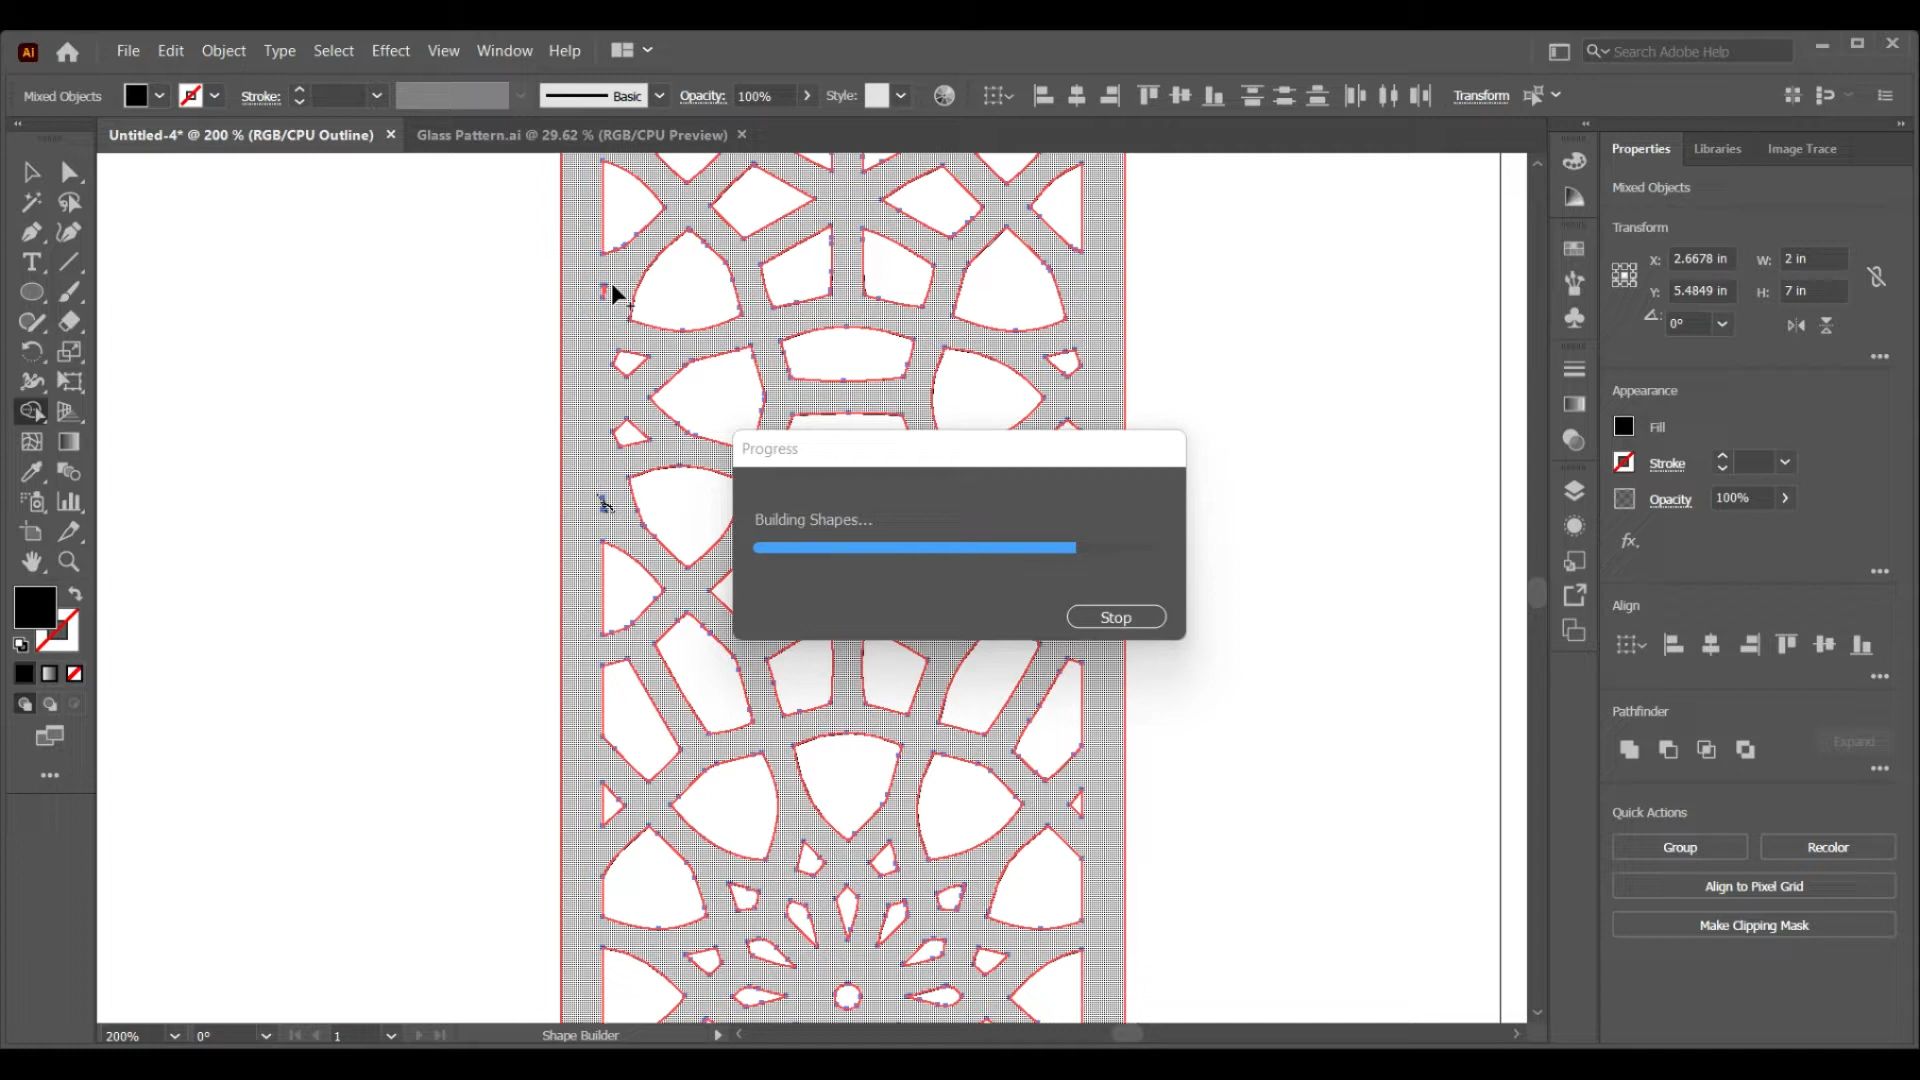 Ai File Edit Object Type Select Effect View Window Help Search Adobe Help
Mixed Objects Stroke: Basic Opacity: 100% Style: Transform
Untitled-4* @ 200 % (RGB/CPU Outline) Glass Pattern.ai @ 29.62 % (RGB/CPU Preview)
Properties Libraries Image Trace
Mixed Objects
Transform
X: 2.6678 in W: 2 in
Y: 5.4849 in H: 7 in
0°
Appearance
Fill
Stroke
Opacity 100%
fx.
Align
Pathfinder
Expand
Quick Actions
Group Recolor
Align to Pixel Grid
Make Clipping Mask
Progress
Building Shapes...
Stop
200% 0° 1 Shape Builder